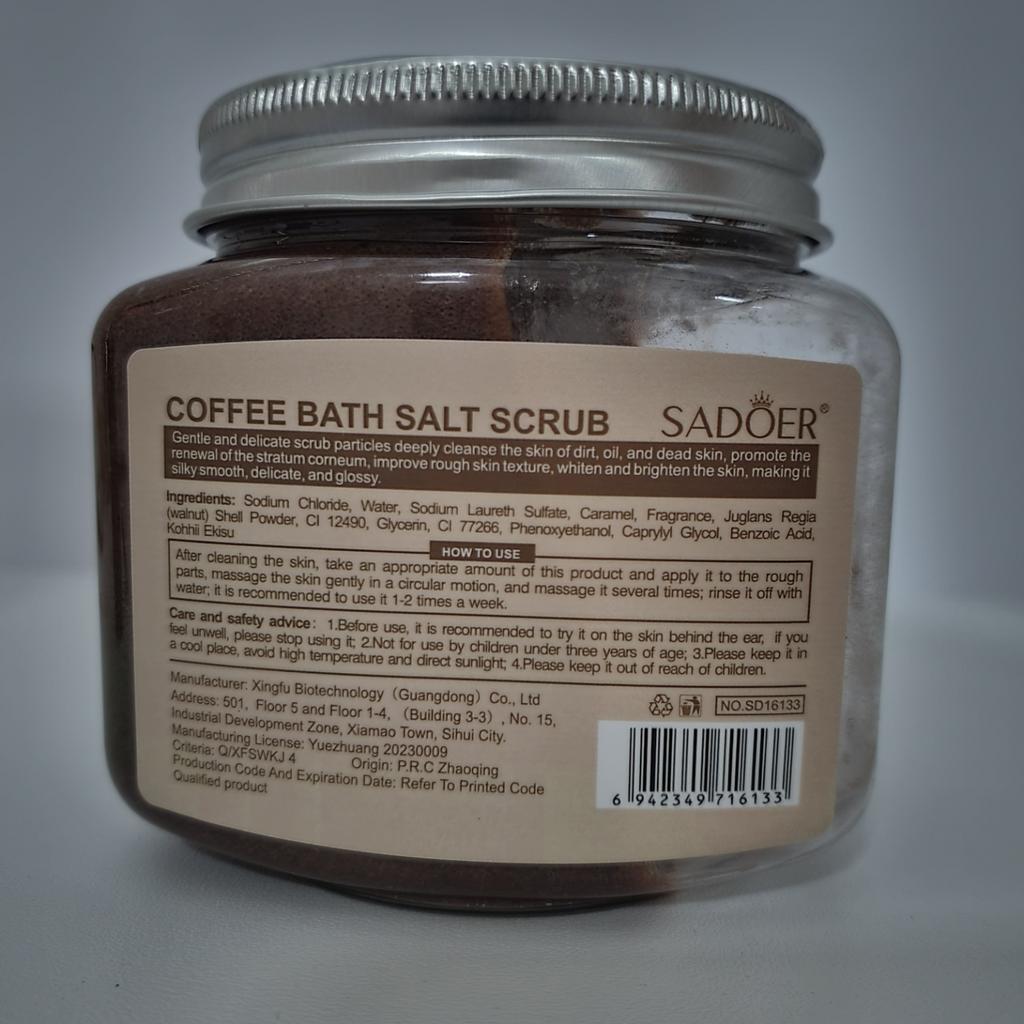 COFFEE BATH SALT SCRUB
SADOER®
Gentle and delicate scrub particles deeply cleanse the skin of dirt, oil, and dead skin, promote the
renewal of the stratum corneum, improve rough skin texture, whiten and brighten the skin, making it
silky smooth, delicate, and glossy.
Ingredients: Sodium Chloride, Water, Sodium Laureth Sulfate, Caramel, Fragrance, Juglans Regia
(walnut) Shell Powder, CI 12490, Glycerin, CI 77266, Phenoxyethanol, Caprylyl Glycol, Benzoic Acid,
Kohhii Ekisu
HOW TO USE
After cleaning the skin, take an appropriate amount of this product and apply it to the rough
parts, massage the skin gently in a circular motion, and massage it several times; rinse it off with
water; it is recommended to use it 1-2 times a week.
Care and safety advice: 1.Before use, it is recommended to try it on the skin behind the ear, if you
feel unwell, please stop using it; 2.Not for use by children under three years of age; 3.Please keep it in
a cool place, avoid high temperature and direct sunlight; 4.Please keep it out of reach of children.
Manufacturer: Xingfu Biotechnology (Guangdong) Co., Ltd
Address: 501, Floor 5 and Floor 1-4, (Building 3-3), No. 15,
Industrial Development Zone, Xiamao Town, Sihui City.
Manufacturing License: Yuezhuang 20230009
Criteria: Q/XFSWKJ 4 Origin: P.R.C Zhaoqing
Production Code And Expiration Date: Refer To Printed Code
Qualified product
NO.SD16133
6 942349 716133